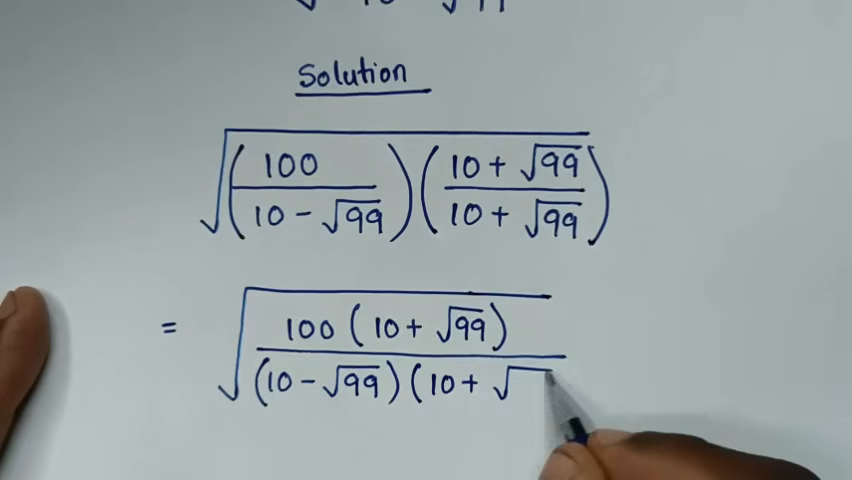 Solution
√((100/(10 - √99))((10 + √99)/(10 + √99)))
= √(100(10 + √99)/(10 - √99)(10 + √